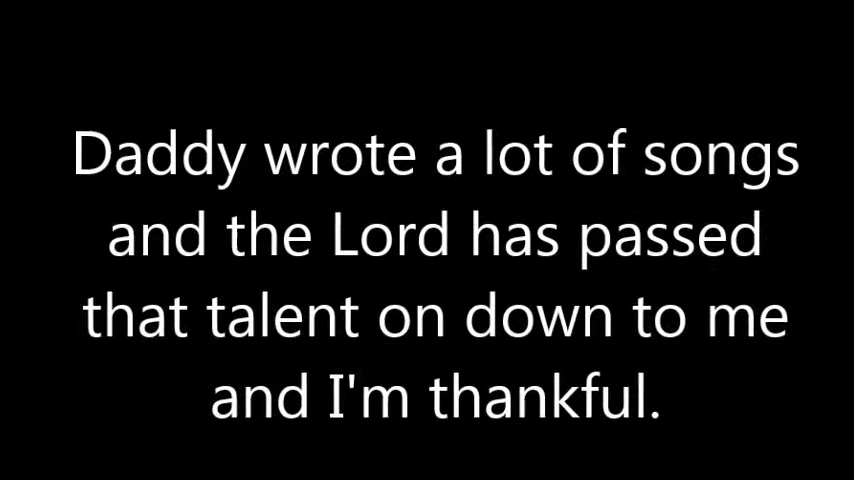 Daddy wrote a lot of songs
and the Lord has passed
that talent on down to me
and I'm thankful.